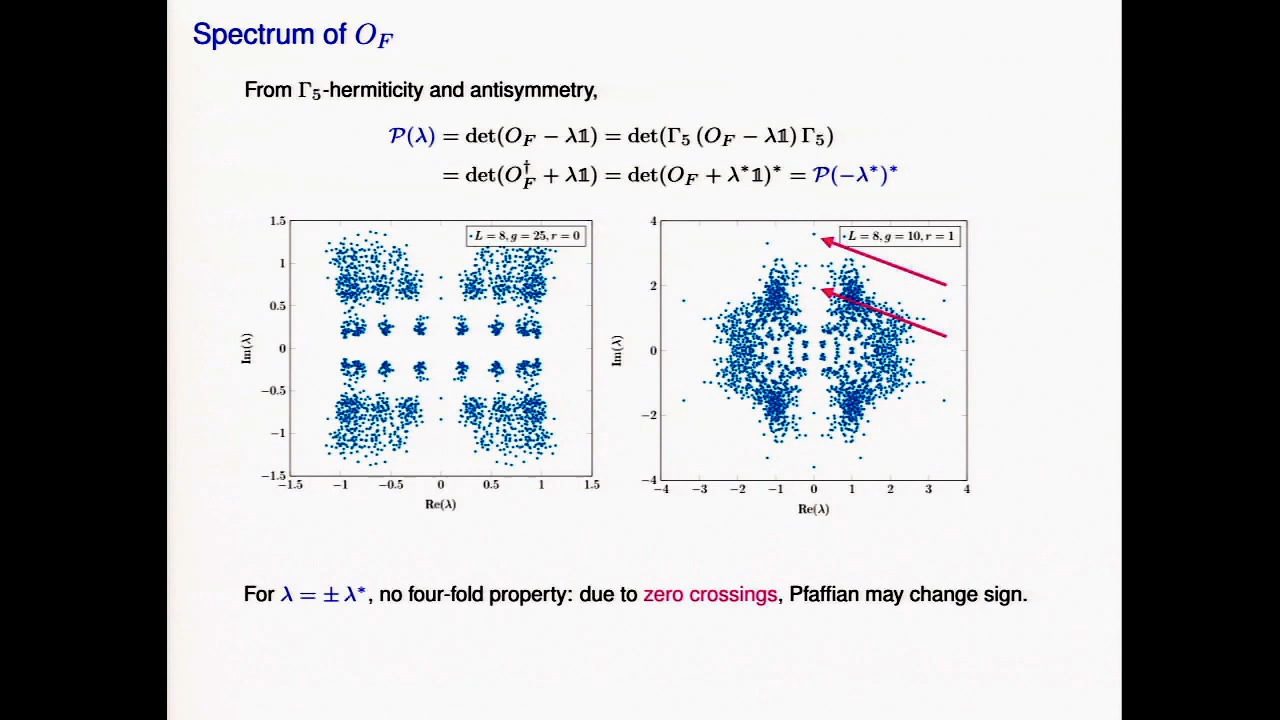 Spectrum of O_F
From Γ₅-hermiticity and antisymmetry,
𝒫(λ) = det(O_F − λ𝟙) = det(Γ₅ (O_F − λ𝟙) Γ₅)
= det(O_F† + λ𝟙) = det(O_F + λ*𝟙)* = 𝒫(−λ*)*
1.5
1
0.5
0
−0.5
−1
−1.5
Im(λ)
L = 8, g = 25, r = 0
−1.5 −1 −0.5 0 0.5 1 1.5
Re(λ)
4
2
0
−2
−4
Im(λ)
L = 8, g = 10, r = 1
−4 −3 −2 −1 0 1 2 3 4
Re(λ)
For λ = ± λ*, no four-fold property: due to zero crossings, Pfaffian may change sign.